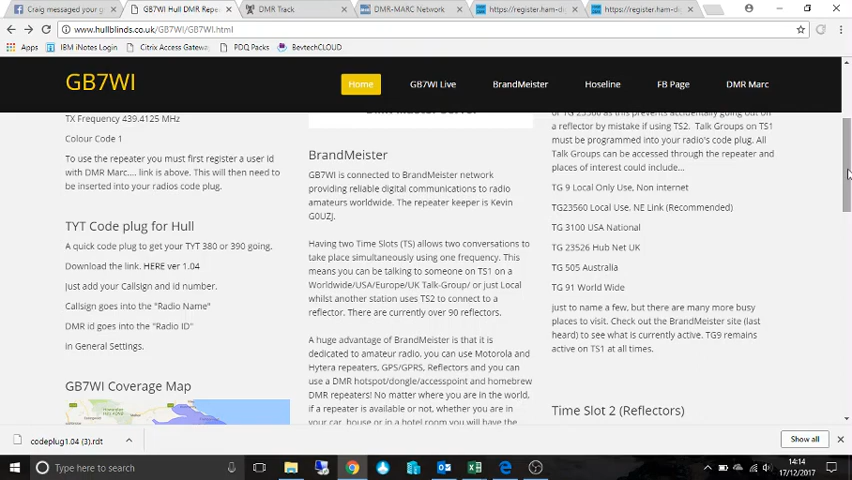 Craig messaged your g
GB7WI Hull DMR Repe
DMR Track
DMR-MARC Network
https://register.ham-di
https://register.ham-di
www.hullblinds.co.uk/GB7WI/GB7WI.html
Apps
IBM iNotes Login
Citrix Access Gateway
PDQ Packs
BevtechCLOUD
GB7WI
Home
GB7WI Live
BrandMeister
Hoseline
FB Page
DMR Marc
TX Frequency 439.4125 MHz
Colour Code 1
To use the repeater you must first register a user Id
with DMR Marc.... link is above. This will then need to
be inserted into your radios code plug.
TYT Code plug for Hull
A quick code plug to get your TYT 380 or 390 going.
Download the link. HERE ver 1.04
Just add your Callsign and id number.
Callsign goes into the "Radio Name"
DMR id goes into the "Radio ID"
in General Settings.
GB7WI Coverage Map
BrandMeister
GB7WI is connected to BrandMeister network
providing reliable digital communications to radio
amateurs worldwide. The repeater keeper is Kevin
G0UZJ.
Having two Time Slots (TS) allows two conversations to
take place simultaneously using one frequency. This
means you can be talking to someone on TS1 on a
Worldwide/USA/Europe/UK Talk-Group/ or just Local
whilst another station uses TS2 to connect to a
reflector. There are currently over 90 reflectors.
A huge advantage of BrandMeister is that it is
dedicated to amateur radio, you can use Motorola and
Hytera repeaters, GPS/GPRS, Reflectors and you can
use a DMR hotspot/dongle/accesspoint and homebrew
DMR repeaters! No matter where you are in the world,
if a repeater is available or not, whether you are in
your car, house or in a hotel room you will have the
or TG 23560 as this prevents accidentally going out on
a reflector by mistake if using TS2. Talk Groups on TS1
must be programmed into your radio's code plug. All
Talk Groups can be accessed through the repeater and
places of interest could include...
TG 9 Local Only Use, Non internet
TG23560 Local Use, NE Link (Recommended)
TG 3100 USA National
TG 23526 Hub Net UK
TG 505 Australia
TG 91 World Wide
just to name a few, but there are many more busy
places to visit. Check out the BrandMeister site (last
heard) to see what is currently active. TG9 remains
active on TS1 at all times.
Time Slot 2 (Reflectors)
codeplug1.04 (3).rdt
Show all
Type here to search
14:14
17/12/2017